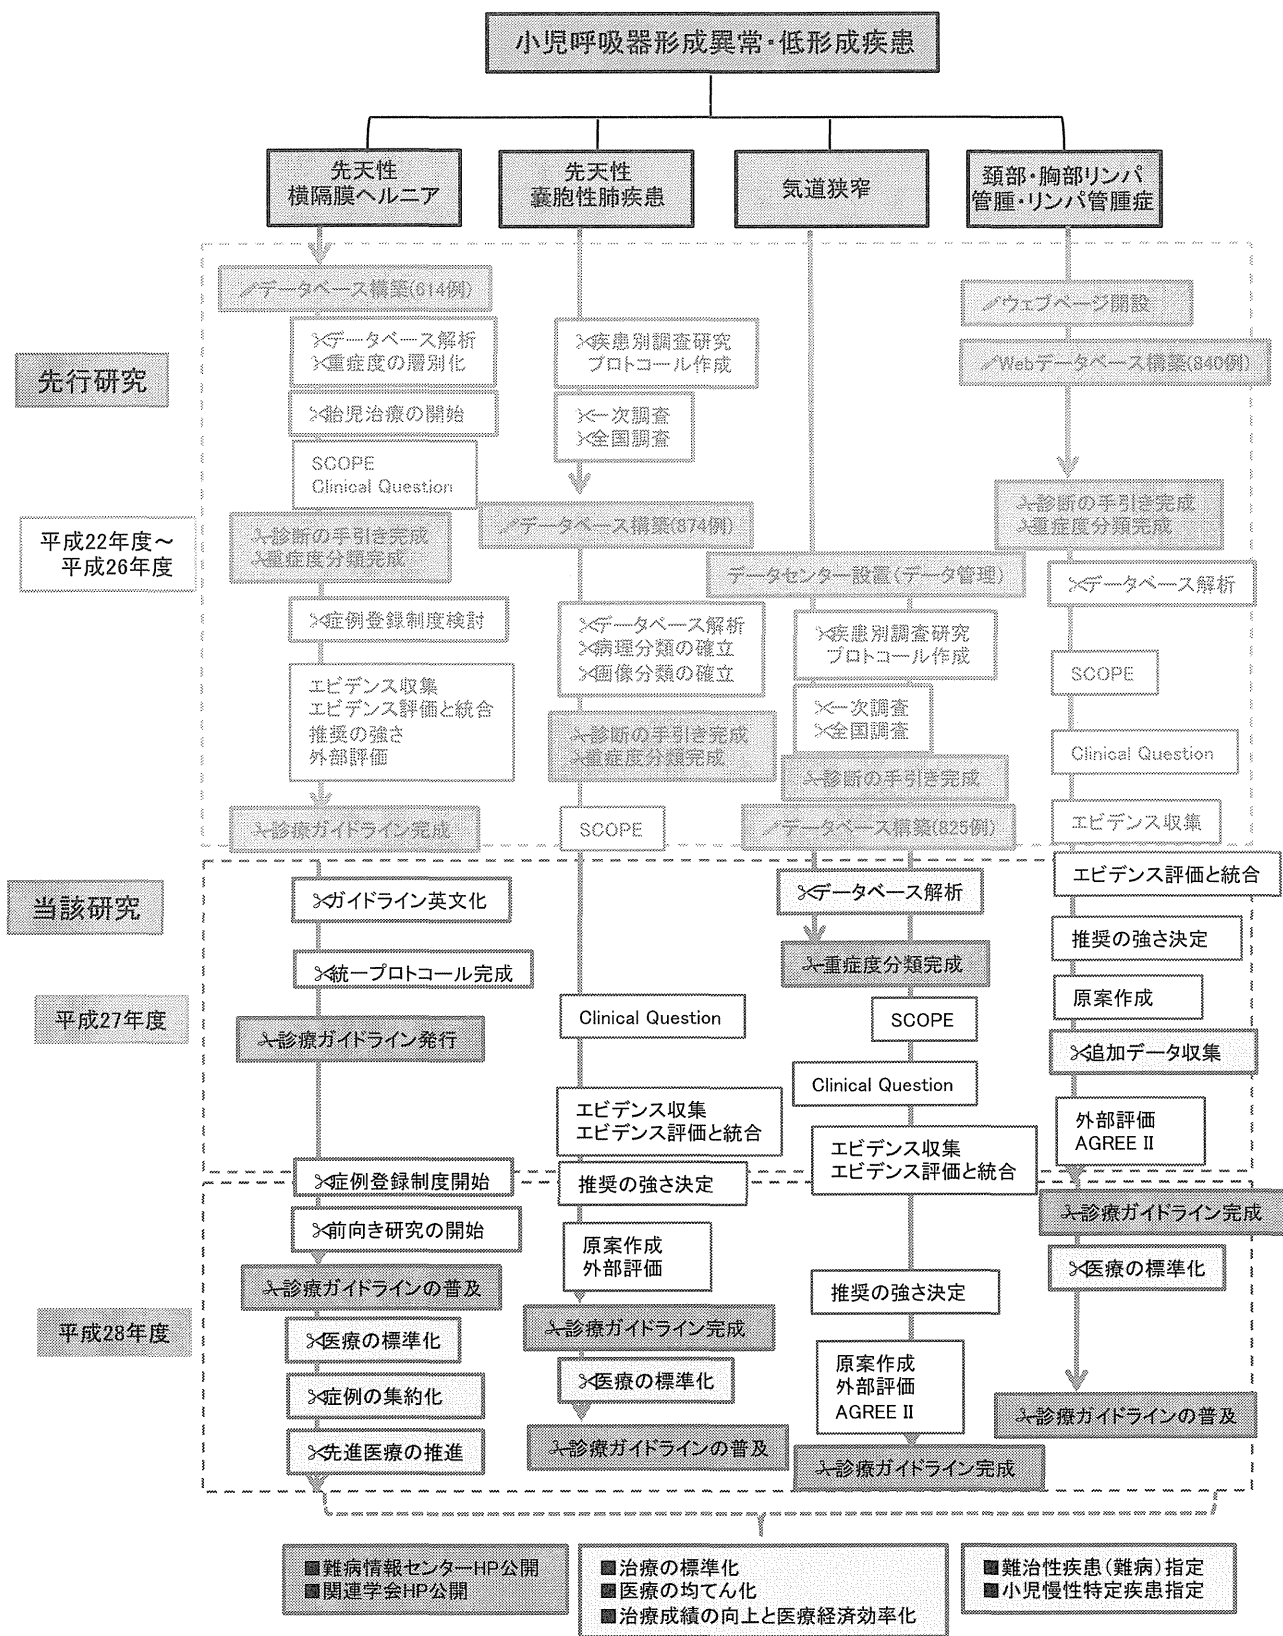 小児呼吸器形成異常・低形成疾患
先天性
横隔膜ヘルニア
先天性
嚢胞性肺疾患
気道狭窄
頚部・胸部リンパ
管腫・リンパ管腫症
先行研究
平成22年度～
平成26年度
データベース構築(614例)
データベース解析
重症度の層別化
胎児治療の開始
SCOPE
Clinical Question
診断の手引き完成
重症度分類完成
症例登録制度検討
エビデンス収集
エビデンス評価と統合
推奨の強さ
外部評価
診療ガイドライン完成
疾患別調査研究
プロトコール作成
一次調査
全国調査
データベース構築(874例)
データベース解析
病理分類の確立
画像分類の確立
診断の手引き完成
重症度分類完成
SCOPE
データセンター設置(データ管理)
疾患別調査研究
プロトコール作成
一次調査
全国調査
診断の手引き完成
データベース構築(825例)
ウェブページ開設
Webデータベース構築(840例)
診断の手引き完成
重症度分類完成
データベース解析
SCOPE
Clinical Question
エビデンス収集
当該研究
平成27年度
ガイドライン英文化
統一プロトコール完成
診療ガイドライン発行
Clinical Question
エビデンス収集
エビデンス評価と統合
データベース解析
重症度分類完成
SCOPE
Clinical Question
エビデンス収集
エビデンス評価と統合
エビデンス評価と統合
推奨の強さ決定
原案作成
追加データ収集
外部評価
AGREE II
平成28年度
症例登録制度開始
前向き研究の開始
診療ガイドラインの普及
医療の標準化
症例の集約化
先進医療の推進
推奨の強さ決定
原案作成
外部評価
診療ガイドライン完成
医療の標準化
診療ガイドラインの普及
推奨の強さ決定
原案作成
外部評価
AGREE II
診療ガイドライン完成
診療ガイドライン完成
医療の標準化
診療ガイドラインの普及
■難病情報センターHP公開
■関連学会HP公開
■治療の標準化
■医療の均てん化
■治療成績の向上と医療経済効率化
■難治性疾患(難病)指定
■小児慢性特定疾患指定